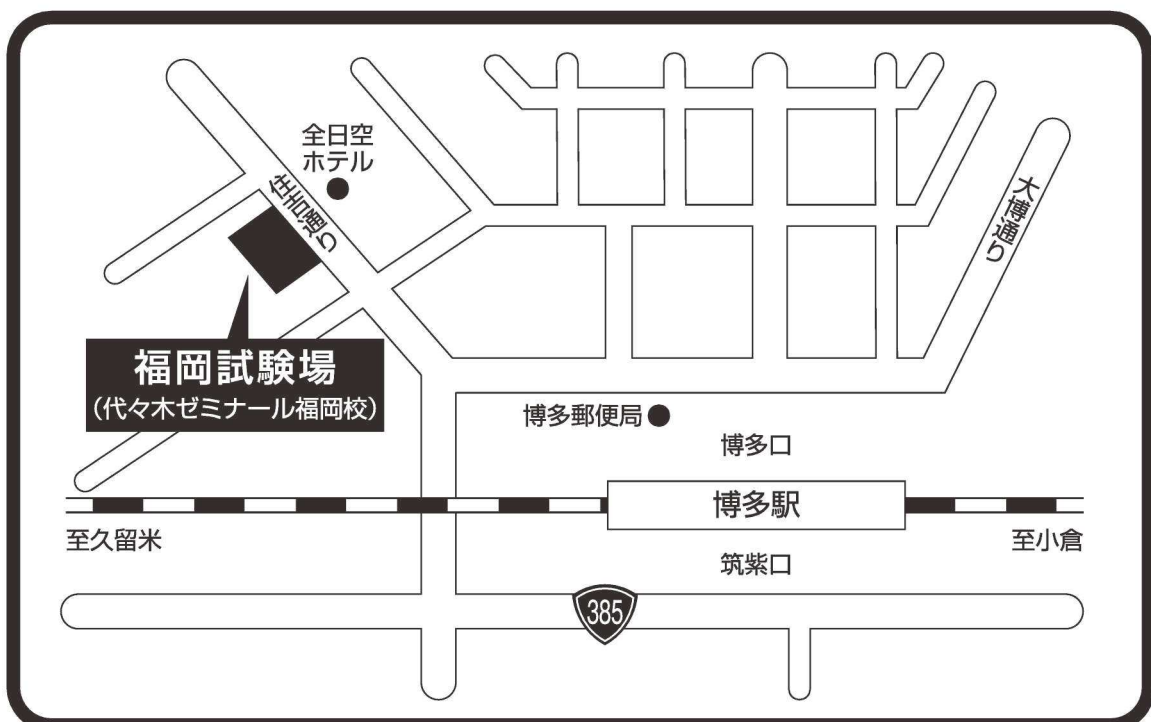 全日空
ホテル
住吉通り
大博通り
福岡試験場
(代々木ゼミナール福岡校)
博多郵便局
博多口
博多駅
至久留米
至小倉
筑紫口
385